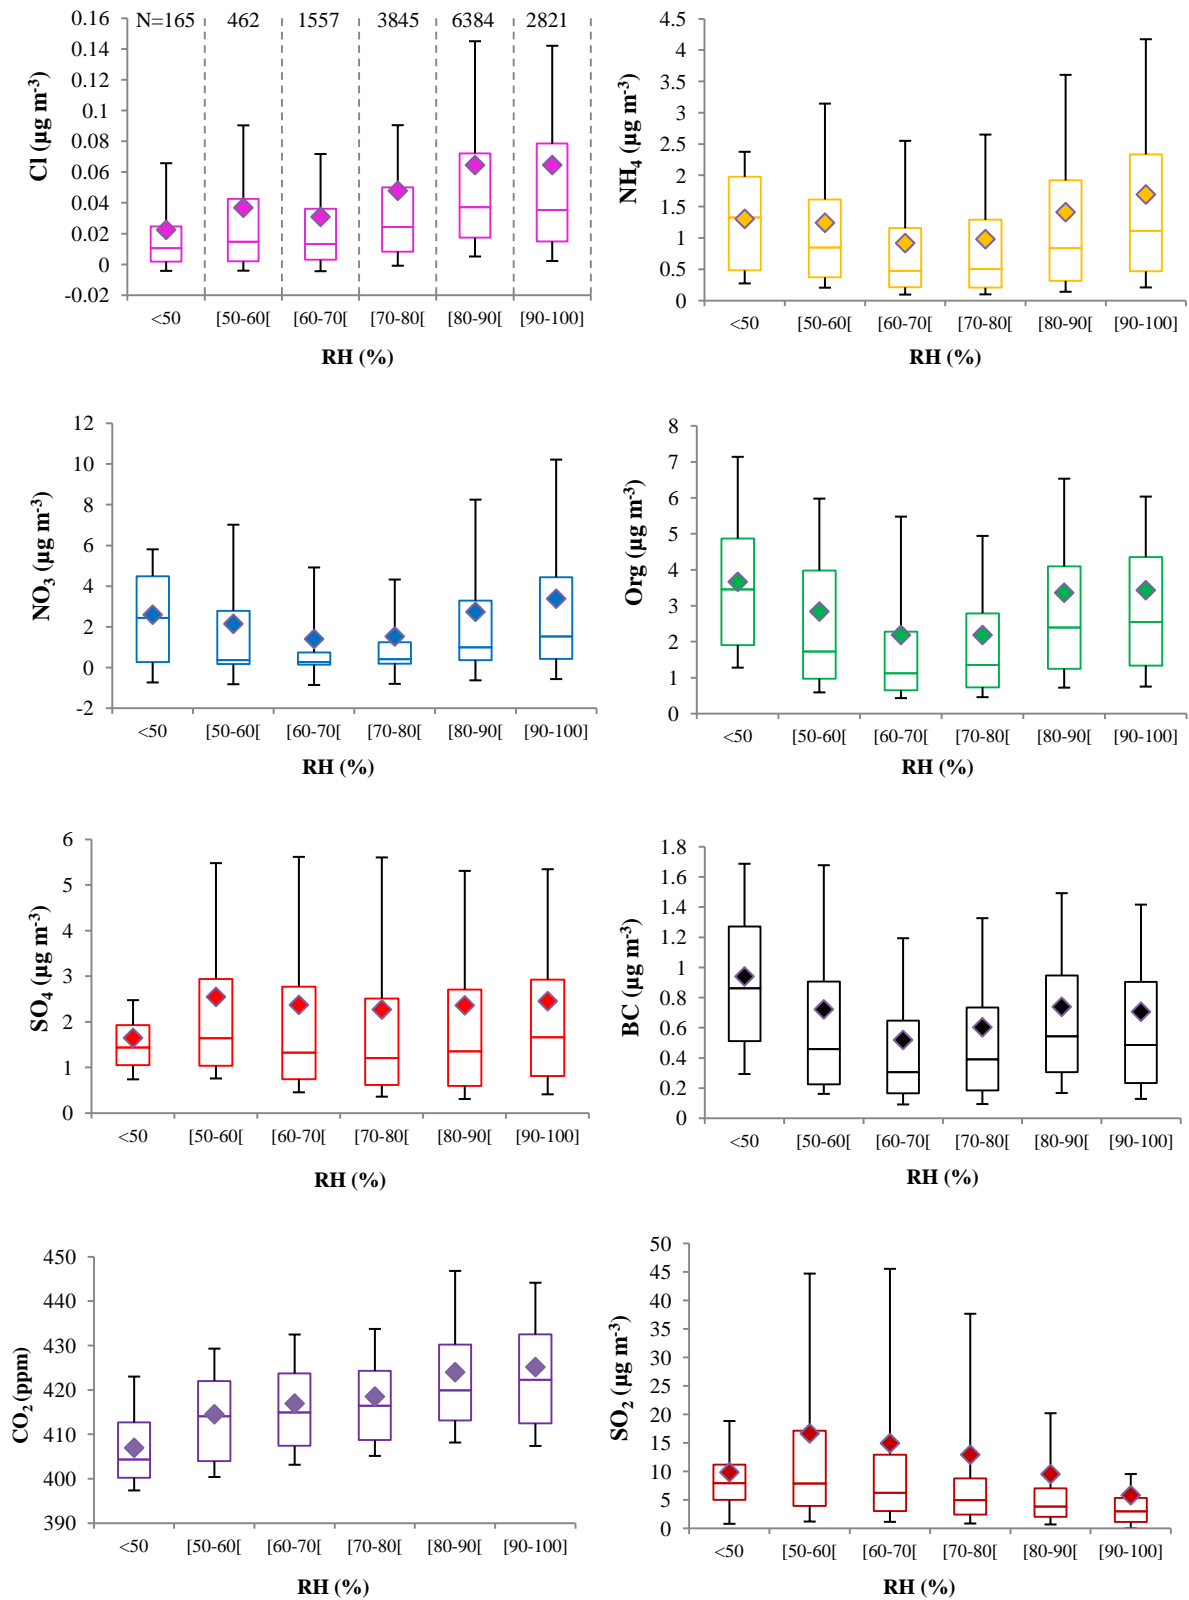 N=165 462 1557 3845 6384 2821
Cl (µg m-3)
0.16
0.14
0.12
0.1
0.08
0.06
0.04
0.02
0
-0.02
<50 [50-60[ [60-70[ [70-80[ [80-90[ [90-100]
RH (%)
NH4 (µg m-3)
4.5
4
3.5
3
2.5
2
1.5
1
0.5
0
<50 [50-60[ [60-70[ [70-80[ [80-90[ [90-100]
RH (%)
NO3 (µg m-3)
12
10
8
6
4
2
0
-2
<50 [50-60[ [60-70[ [70-80[ [80-90[ [90-100]
RH (%)
Org (µg m-3)
8
7
6
5
4
3
2
1
0
<50 [50-60[ [60-70[ [70-80[ [80-90[ [90-100]
RH (%)
SO4 (µg m-3)
6
5
4
3
2
1
0
<50 [50-60[ [60-70[ [70-80[ [80-90[ [90-100]
RH (%)
BC (µg m-3)
1.8
1.6
1.4
1.2
1
0.8
0.6
0.4
0.2
0
<50 [50-60[ [60-70[ [70-80[ [80-90[ [90-100]
RH (%)
CO2 (ppm)
450
440
430
420
410
400
390
<50 [50-60[ [60-70[ [70-80[ [80-90[ [90-100]
RH (%)
SO2 (µg m-3)
50
45
40
35
30
25
20
15
10
5
0
<50 [50-60[ [60-70[ [70-80[ [80-90[ [90-100]
RH (%)